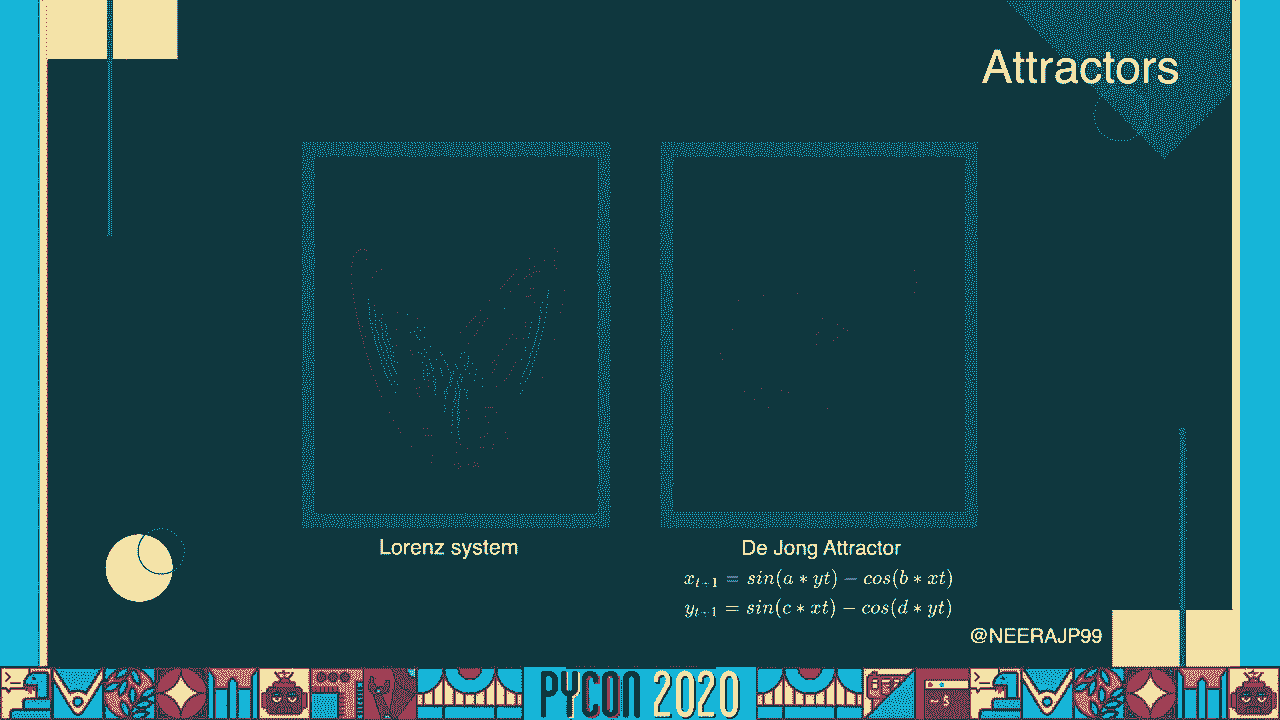 Attractors
Lorenz system
De Jong Attractor
x_{t+1} = sin(a * yt) − cos(b * xt)
y_{t+1} = sin(c * xt) − cos(d * yt)
@NEERAJP99
PYCON 2020